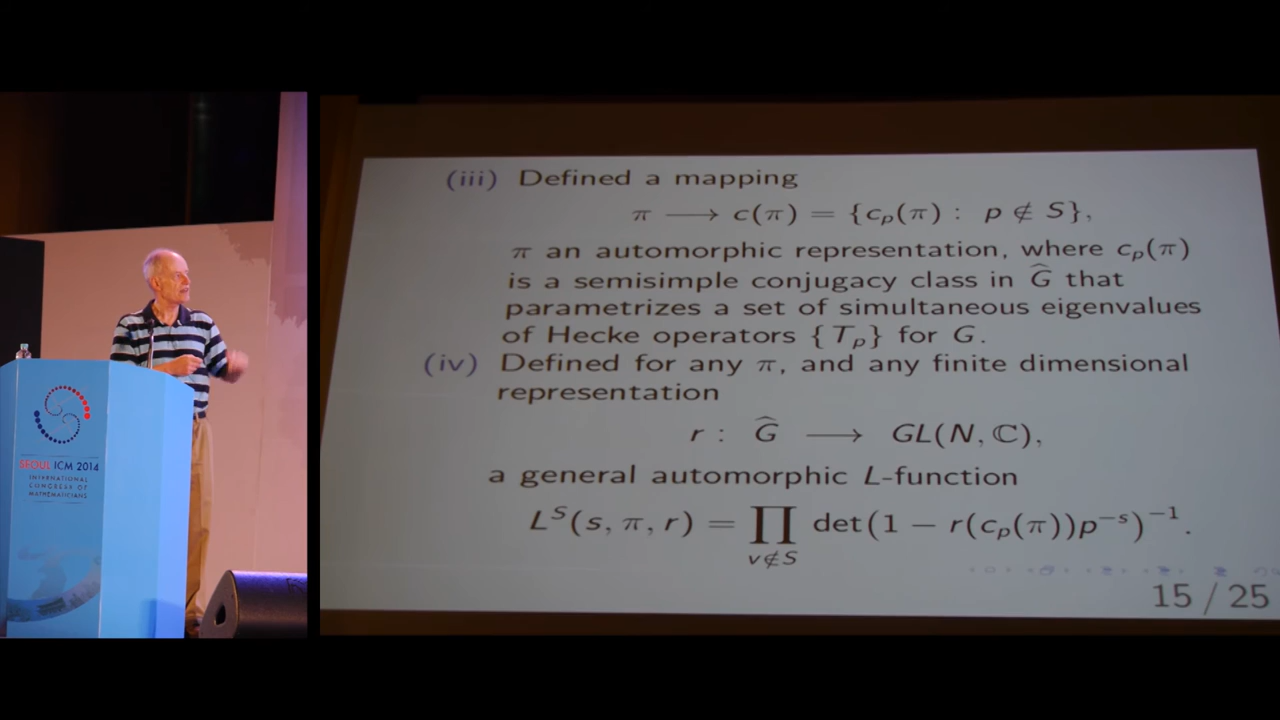 SEOUL ICM 2014
INTERNATIONAL
CONGRESS OF
MATHEMATICIANS
(iii) Defined a mapping
π ⟶ c(π) = {c_p(π) : p ∉ S},
π an automorphic representation, where c_p(π)
is a semisimple conjugacy class in Ĝ that
parametrizes a set of simultaneous eigenvalues
of Hecke operators {T_p} for G.
(iv) Defined for any π, and any finite dimensional
representation
r : Ĝ ⟶ GL(N, ℂ),
a general automorphic L-function
L^S(s, π, r) = ∏_{v∉S} det(1 − r(c_p(π))p^{−s})^{−1}.
15 / 25